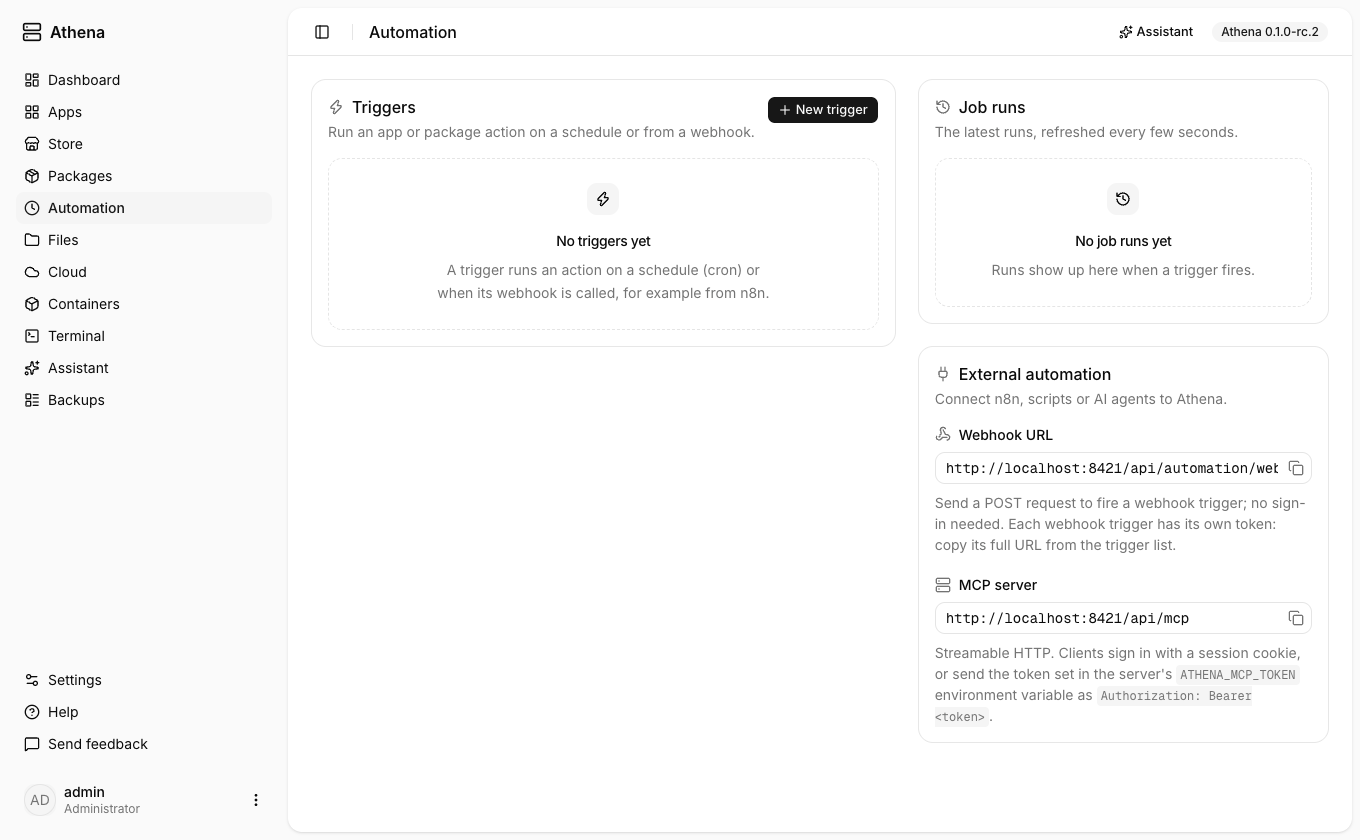 Athena
Dashboard
Apps
Store
Packages
Automation
Files
Cloud
Containers
Terminal
Assistant
Backups
Settings
Help
Send feedback
AD
admin
Administrator
Automation
Assistant
Athena 0.1.0-rc.2
Triggers
New trigger
Run an app or package action on a schedule or from a webhook.
No triggers yet
A trigger runs an action on a schedule (cron) or
when its webhook is called, for example from n8n.
Job runs
The latest runs, refreshed every few seconds.
No job runs yet
Runs show up here when a trigger fires.
External automation
Connect n8n, scripts or AI agents to Athena.
Webhook URL
http://localhost:8421/api/automation/web
Send a POST request to fire a webhook trigger; no sign-
in needed. Each webhook trigger has its own token:
copy its full URL from the trigger list.
MCP server
http://localhost:8421/api/mcp
Streamable HTTP. Clients sign in with a session cookie,
or send the token set in the server's ATHENA_MCP_TOKEN
environment variable as Authorization: Bearer
<token>.